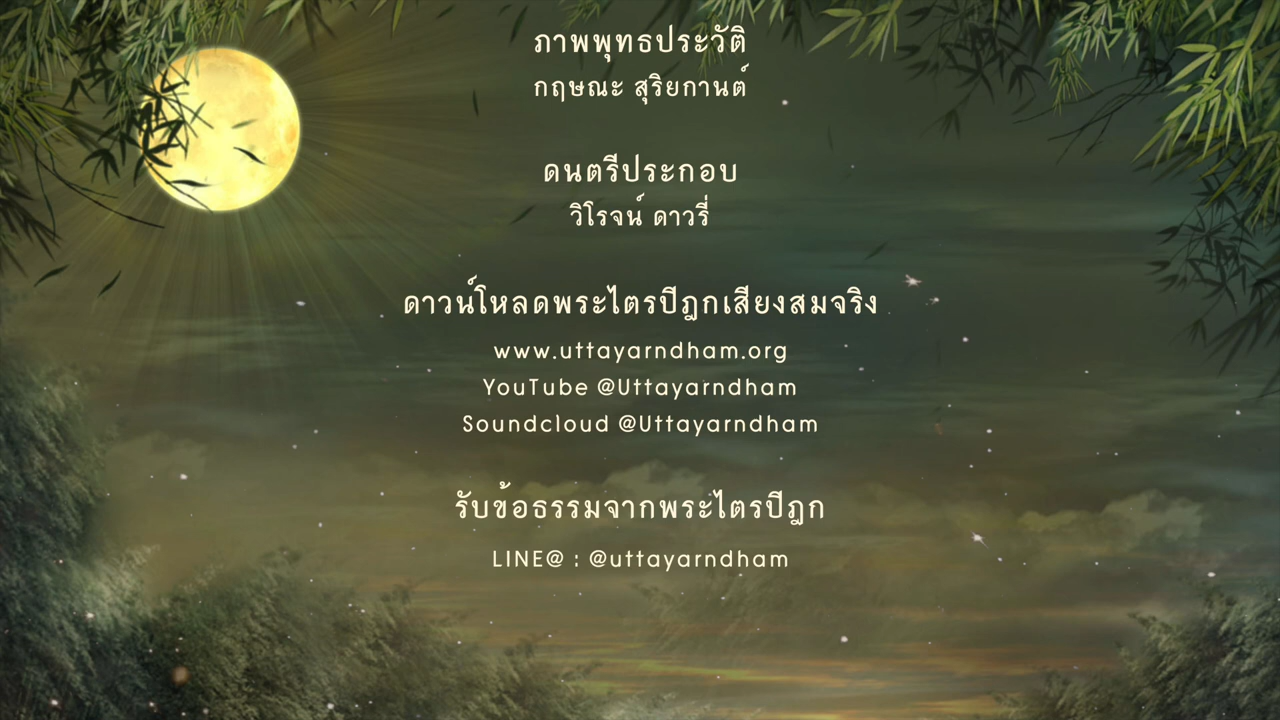 ภาพพุทธประวัติ
กฤษณะ สุริยกานต์
ดนตรีประกอบ
วิโรจน์ ดาวรี่
ดาวน์โหลดพระไตรปีฎกเสียงสมจริง
www.uttayarndham.org
YouTube @Uttayarndham
Soundcloud @Uttayarndham
รับข้อธรรมจากพระไตรปีฎก
LINE@ : @uttayarndham